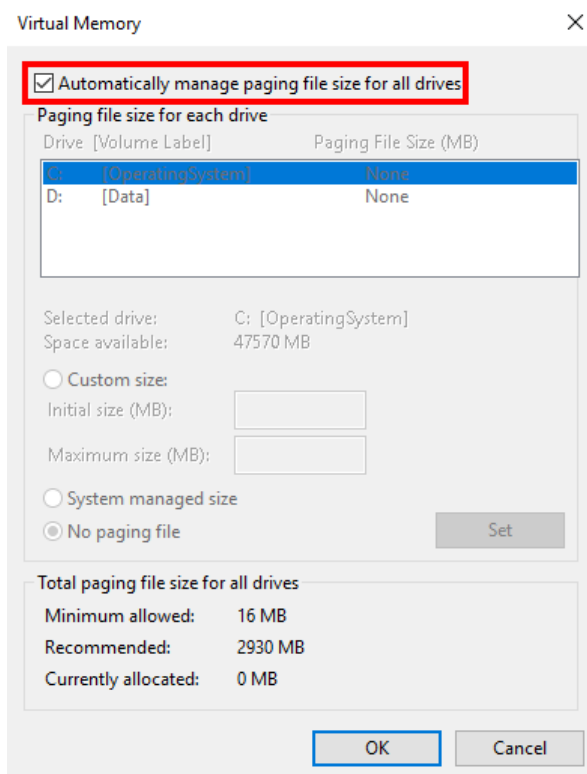 Virtual Memory
Automatically manage paging file size for all drives
Paging file size for each drive
Drive [Volume Label] Paging File Size (MB)
C: [OperatingSystem] None
D: [Data] None
Selected drive: C: [OperatingSystem]
Space available: 47570 MB
Custom size:
Initial size (MB):
Maximum size (MB):
System managed size
No paging file Set
Total paging file size for all drives
Minimum allowed: 16 MB
Recommended: 2930 MB
Currently allocated: 0 MB
OK Cancel